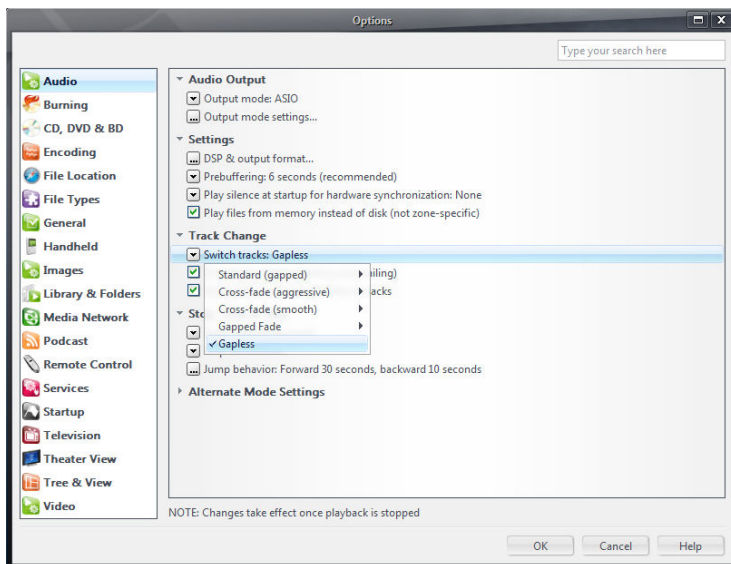 Options
Type your search here
Audio
Burning
CD, DVD & BD
Encoding
File Location
File Types
General
Handheld
Images
Library & Folders
Media Network
Podcast
Remote Control
Services
Startup
Television
Theater View
Tree & View
Video
Audio Output
Output mode: ASIO
Output mode settings...
Settings
DSP & output format...
Prebuffering: 6 seconds (recommended)
Play silence at startup for hardware synchronization: None
Play files from memory instead of disk (not zone-specific)
Track Change
Switch tracks: Gapless
Standard (gapped)
Cross-fade (aggressive)
Cross-fade (smooth)
Gapped Fade
Gapless
Jump behavior: Forward 30 seconds, backward 10 seconds
Alternate Mode Settings
NOTE: Changes take effect once playback is stopped
OK
Cancel
Help